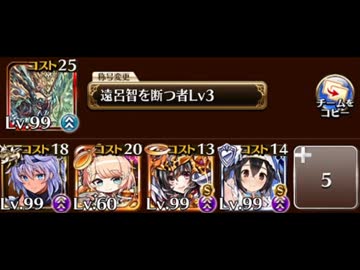 コスト25
Lv.99
称号変更
遠呂智を断つ者Lv3
チームを
コピー
コスト18
Lv.99
コスト20
Lv.60
コスト13
S
Lv.99
コスト14
S
Lv.99
5